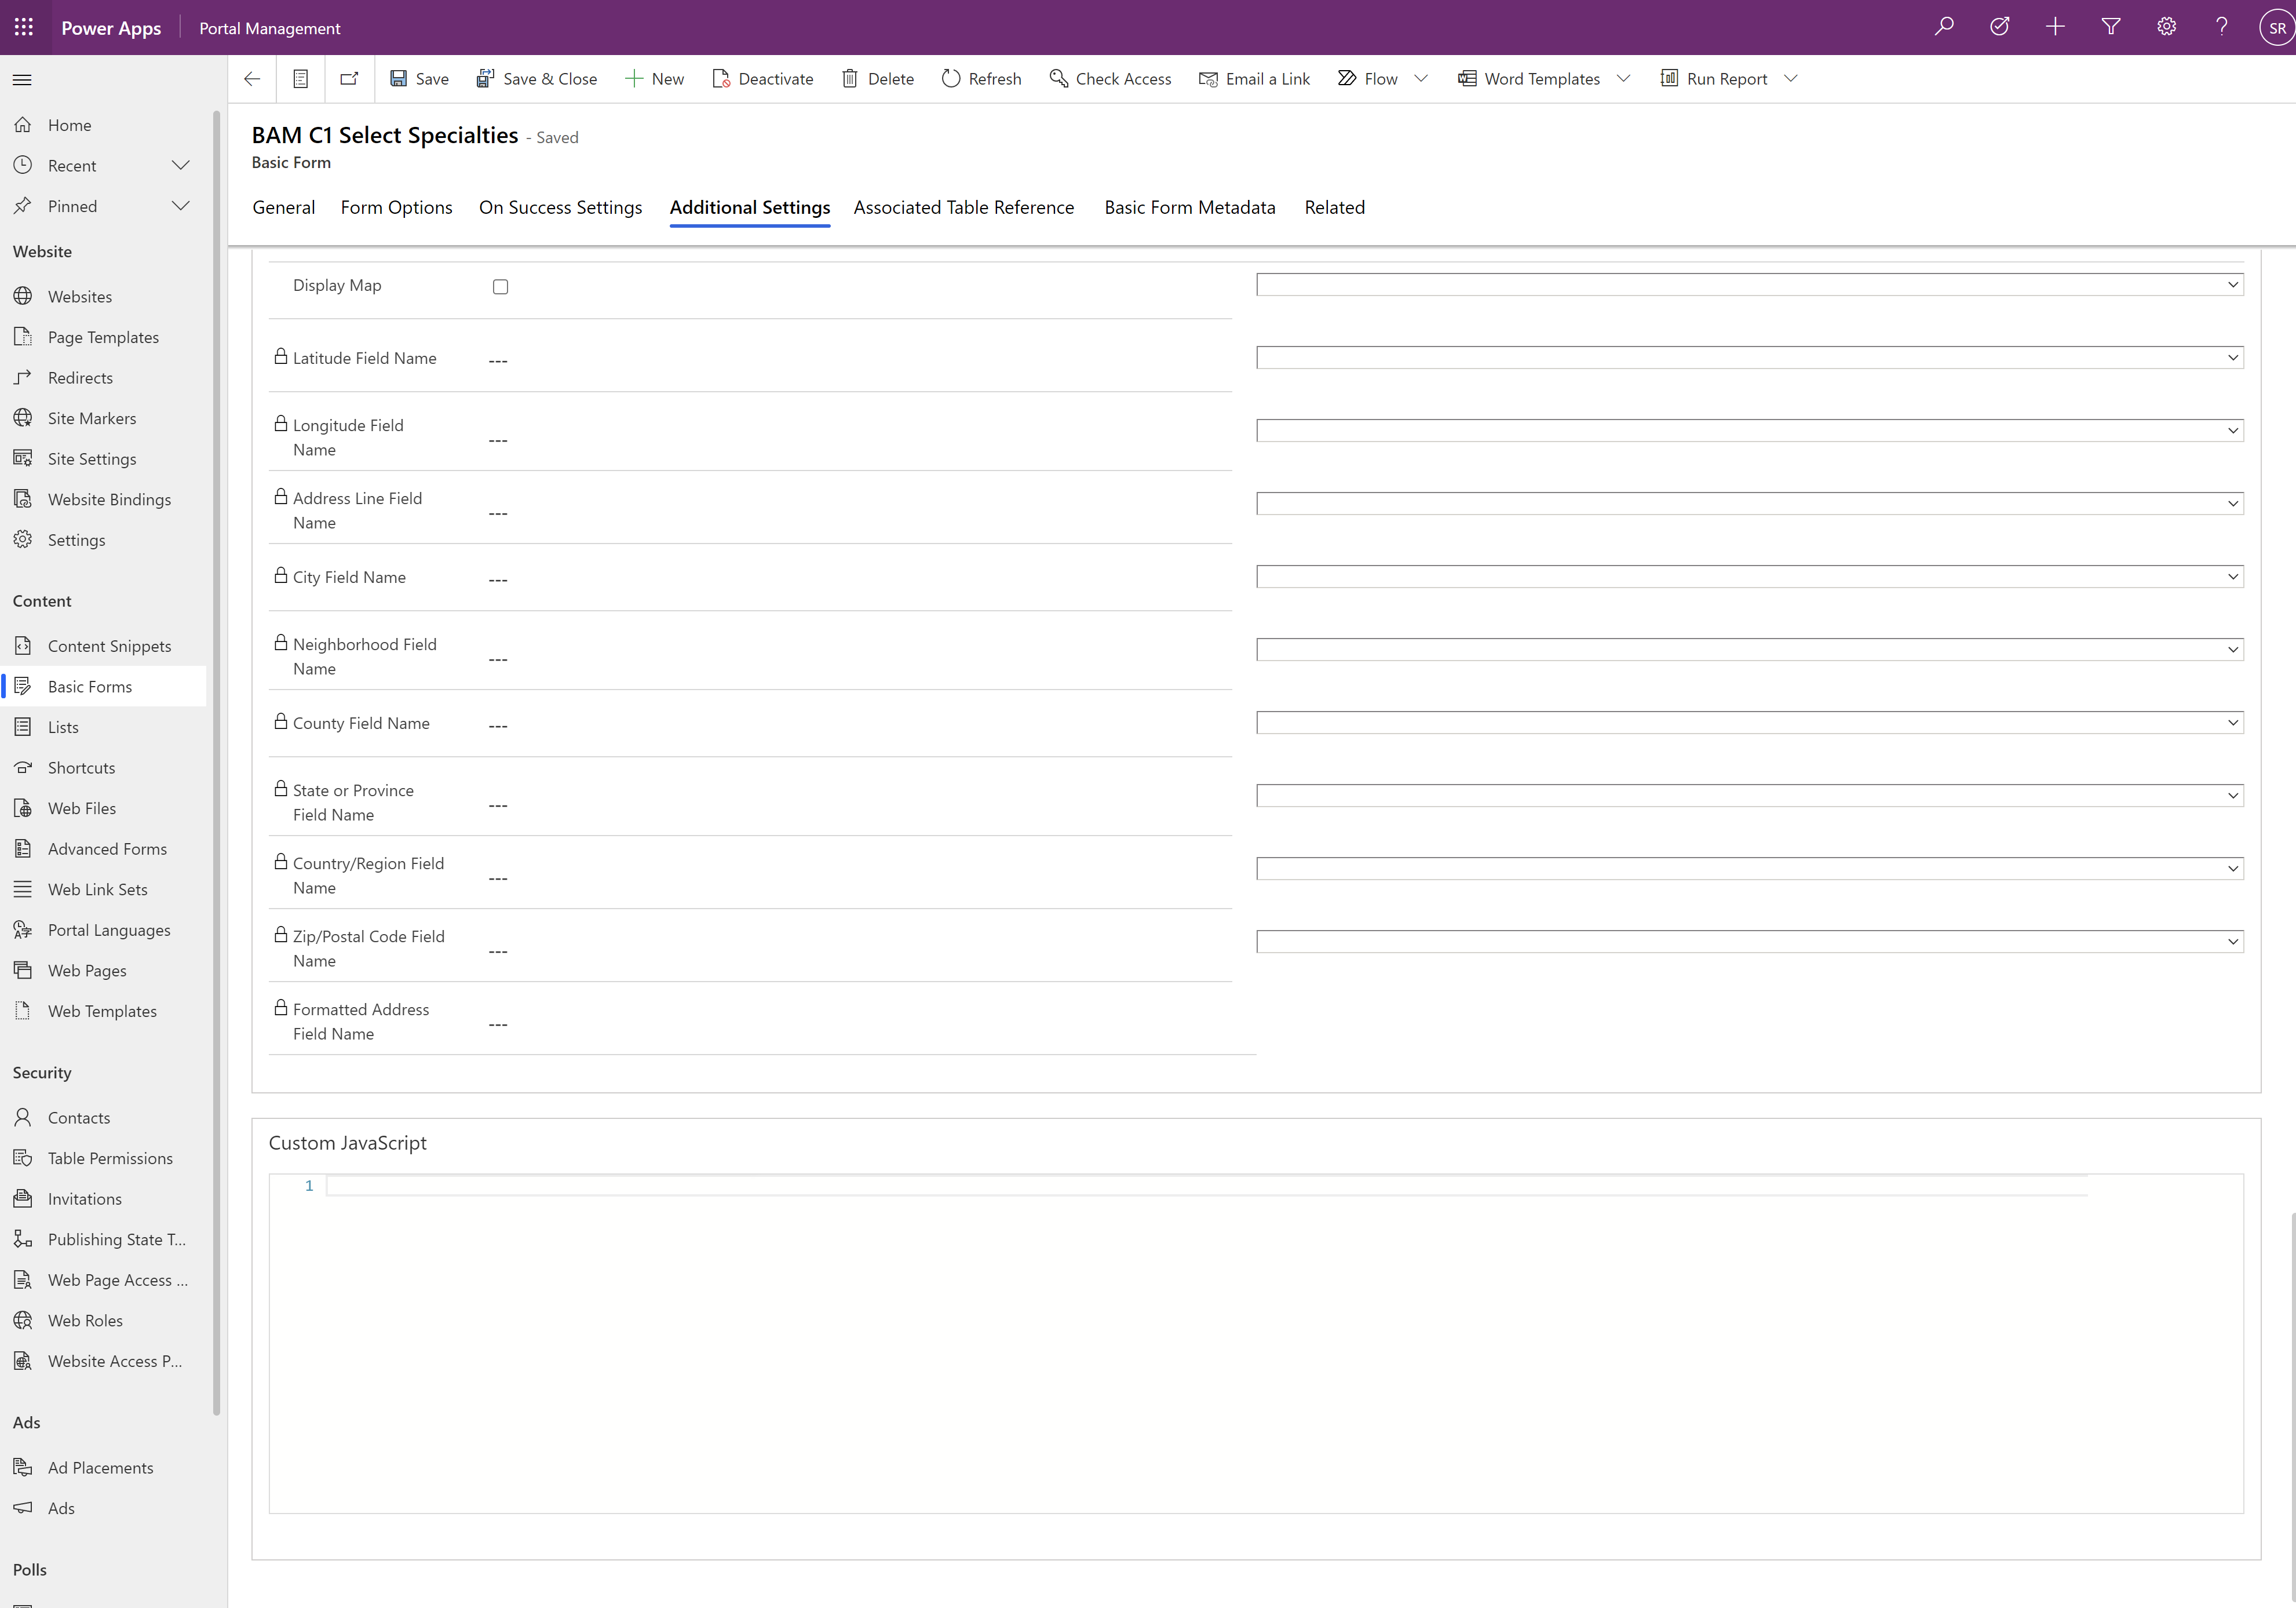 Power Apps
Portal Management
SR
Save
Save & Close
New
Deactivate
Delete
Refresh
Check Access
Email a Link
Flow
Word Templates
Run Report
Home
Recent
Pinned
Website
Websites
Page Templates
Redirects
Site Markers
Site Settings
Website Bindings
Settings
Content
Content Snippets
Basic Forms
Lists
Shortcuts
Web Files
Advanced Forms
Web Link Sets
Portal Languages
Web Pages
Web Templates
Security
Contacts
Table Permissions
Invitations
Publishing State T...
Web Page Access ...
Web Roles
Website Access P...
Ads
Ad Placements
Ads
Polls
BAM C1 Select Specialties - Saved
Basic Form
General
Form Options
On Success Settings
Additional Settings
Associated Table Reference
Basic Form Metadata
Related
Display Map
Latitude Field Name
---
Longitude Field
Name
---
Address Line Field
Name
---
City Field Name
---
Neighborhood Field
Name
---
County Field Name
---
State or Province
Field Name
---
Country/Region Field
Name
---
Zip/Postal Code Field
Name
---
Formatted Address
Field Name
---
Custom JavaScript
1